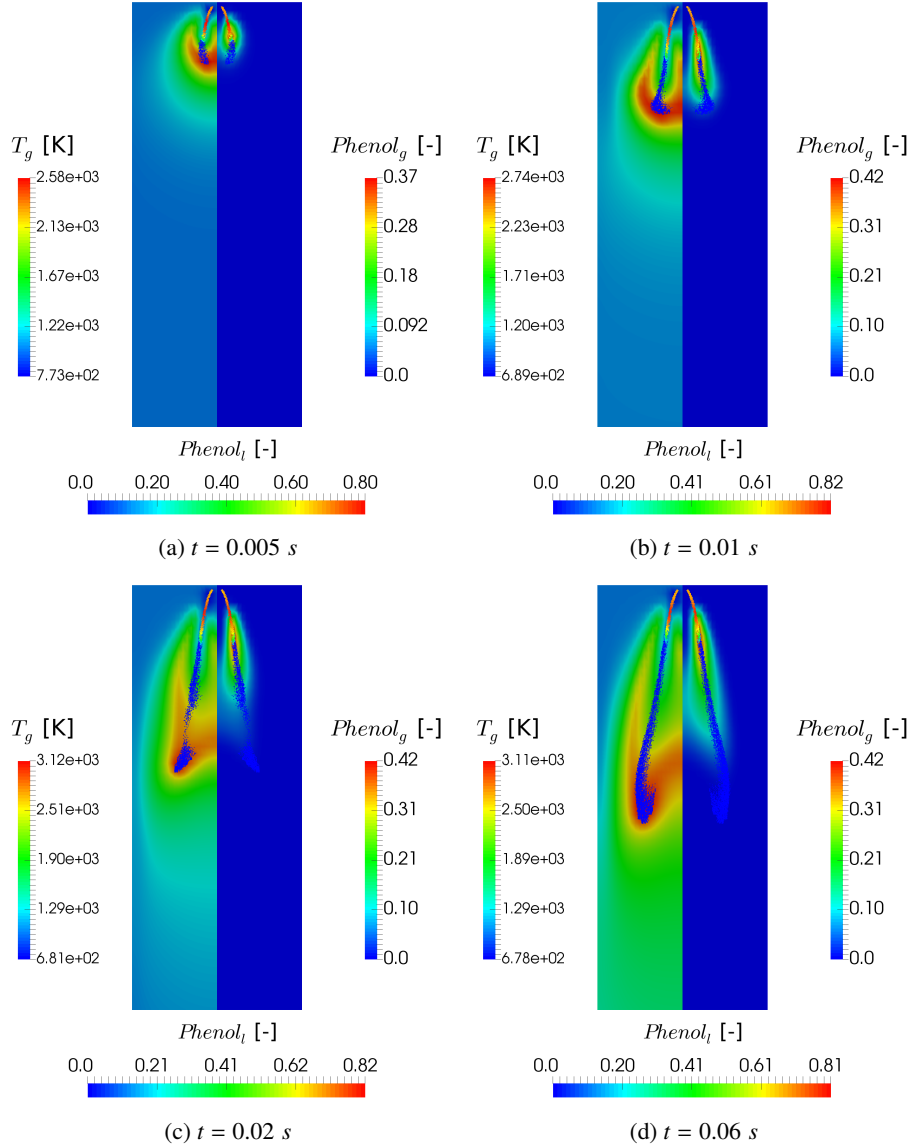 T_g [K]
2.58e+03
2.13e+03
1.67e+03
1.22e+03
7.73e+02
Phenol_g [-]
0.37
0.28
0.18
0.092
0.0
Phenol_l [-]
0.0 0.20 0.40 0.60 0.80
(a) t = 0.005 s
T_g [K]
2.74e+03
2.23e+03
1.71e+03
1.20e+03
6.89e+02
Phenol_g [-]
0.42
0.31
0.21
0.10
0.0
Phenol_l [-]
0.0 0.20 0.41 0.61 0.82
(b) t = 0.01 s
T_g [K]
3.12e+03
2.51e+03
1.90e+03
1.29e+03
6.81e+02
Phenol_g [-]
0.42
0.31
0.21
0.10
0.0
Phenol_l [-]
0.0 0.21 0.41 0.62 0.82
(c) t = 0.02 s
T_g [K]
3.11e+03
2.50e+03
1.89e+03
1.29e+03
6.78e+02
Phenol_g [-]
0.42
0.31
0.21
0.10
0.0
Phenol_l [-]
0.0 0.20 0.41 0.61 0.81
(d) t = 0.06 s